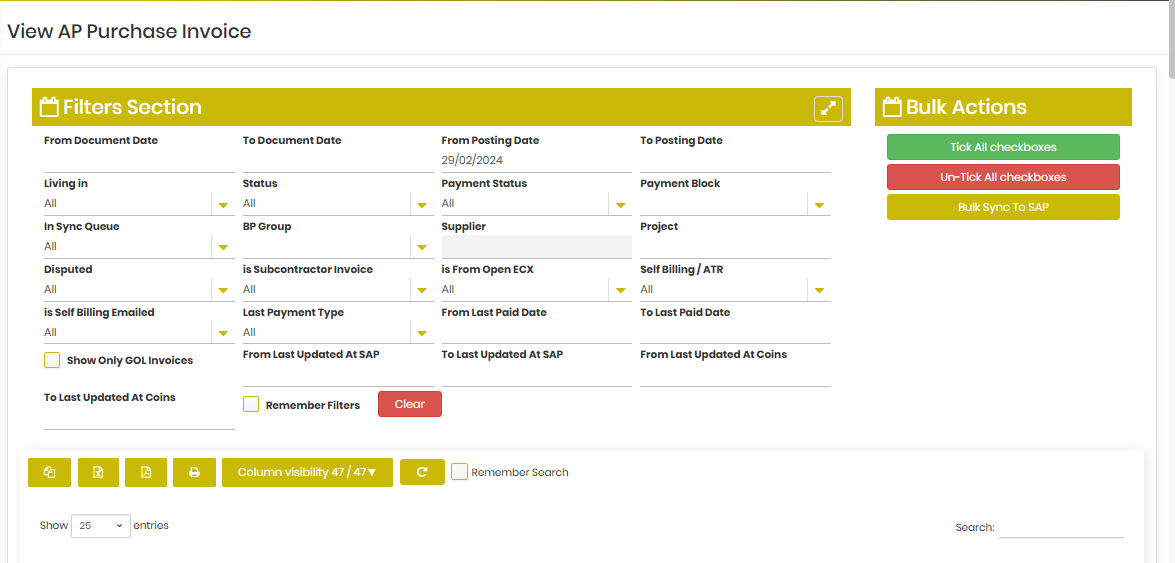 View AP Purchase Invoice
Filters Section
Bulk Actions
From Document Date To Document Date From Posting Date To Posting Date
29/02/2024
Tick All checkboxes
Un-Tick All checkboxes
Bulk Sync To SAP
Living in Status Payment Status Payment Block
All All All
In Sync Queue BP Group Supplier Project
All
Disputed is Subcontractor Invoice is From Open ECX Self Billing / ATR
All All All All
is Self Billing Emailed Last Payment Type From Last Paid Date To Last Paid Date
All All
Show Only GOL Invoices From Last Updated At SAP To Last Updated At SAP From Last Updated At Coins
To Last Updated At Coins Remember Filters Clear
Column visibility 47 / 47▼ Remember Search
Show 25 entries Search: